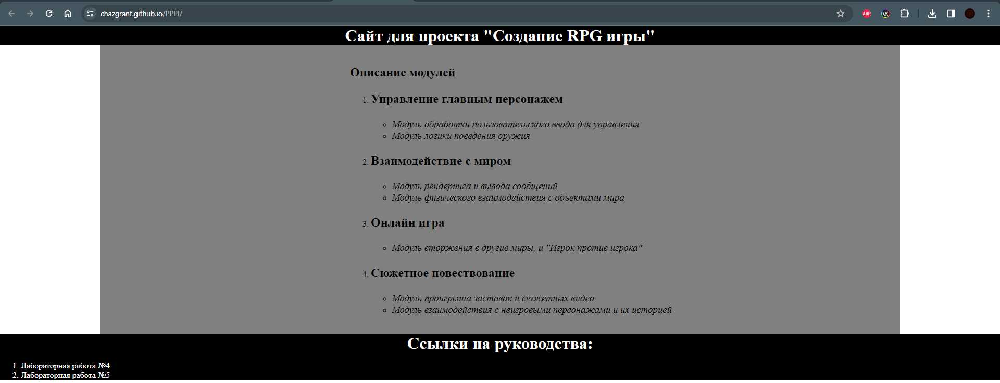 chazgrant.github.io/PPPI/
ABP
Сайт для проекта "Создание RPG игры"
Описание модулей
1. Управление главным персонажем
Модуль обработки пользовательского ввода для управления
Модуль логики поведения оружия
2. Взаимодействие с миром
Модуль рендеринга и вывода сообщений
Модуль физического взаимодействия с объектами мира
3. Онлайн игра
Модуль вторжения в другие миры, и "Игрок против игрока"
4. Сюжетное повествование
Модуль проигрыша заставок и сюжетных видео
Модуль взаимодействия с неигровыми персонажами и их историей
Ссылки на руководства:
1. Лабораторная работа №4
2. Лабораторная работа №5